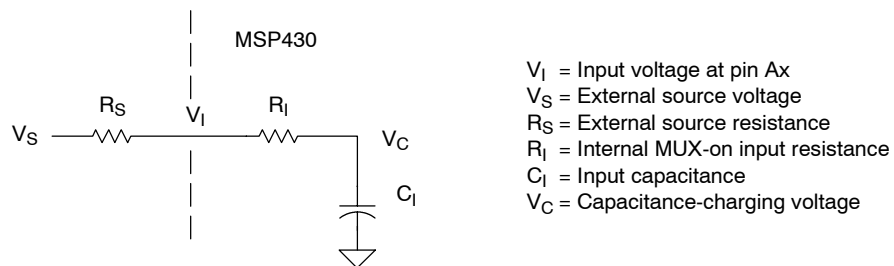 MSP430
R_S
V_I
R_I
V_S
V_C
C_I
V_I = Input voltage at pin Ax
V_S = External source voltage
R_S = External source resistance
R_I = Internal MUX-on input resistance
C_I = Input capacitance
V_C = Capacitance-charging voltage